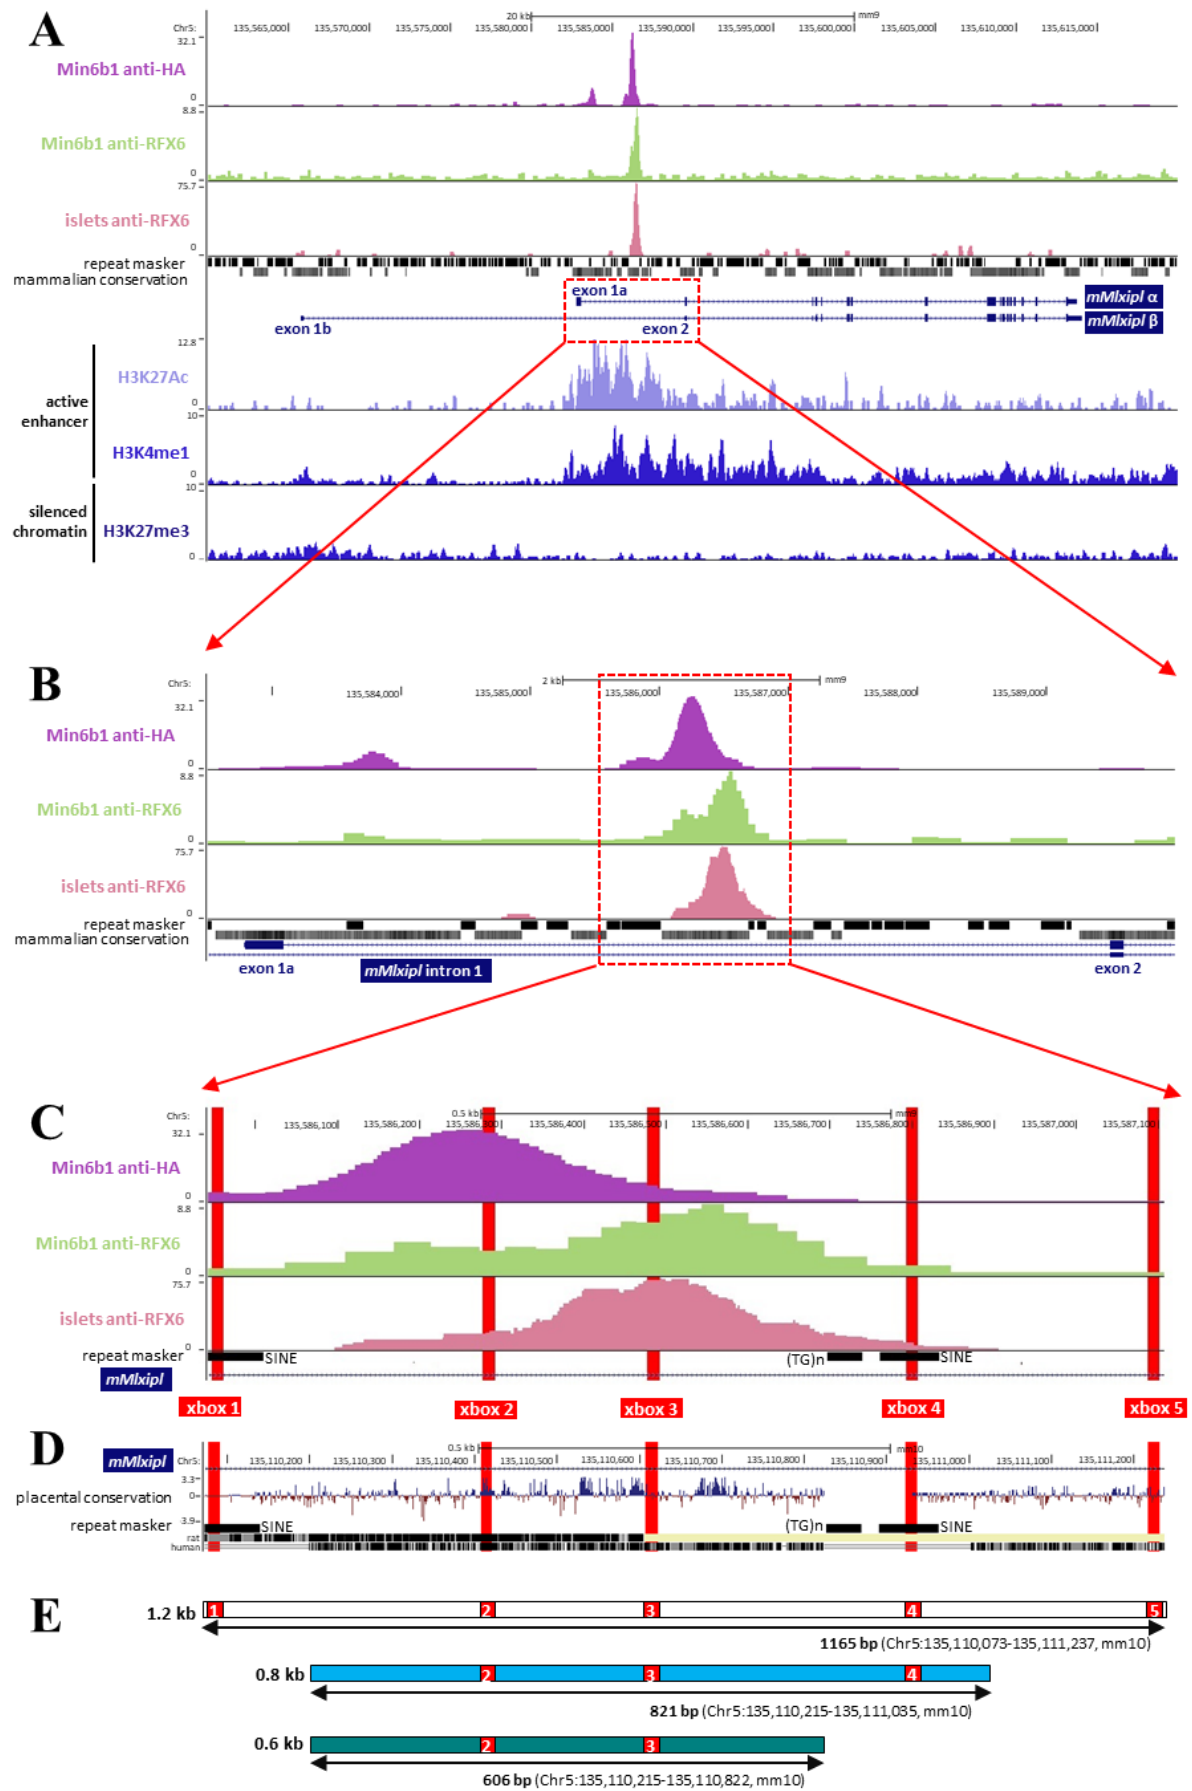 A
Chr5: 20 kb mm9
135,565,000 135,570,000 135,575,000 135,580,000 135,585,000 135,590,000 135,595,000 135,600,000 135,605,000 135,610,000 135,615,000
32.1
Min6b1 anti-HA
0
8.8
Min6b1 anti-RFX6
0
75.7
islets anti-RFX6
0
repeat masker
mammalian conservation
exon 1a
mMlxipl α
exon 1b exon 2 mMlxipl β
12.8
H3K27Ac
0
active enhancer
10
H3K4me1
0
10
silenced chromatin
H3K27me3
0
B
Chr5: 2 kb mm9
135,584,000 135,585,000 135,586,000 135,587,000 135,588,000 135,589,000
32.1
Min6b1 anti-HA
0
8.8
Min6b1 anti-RFX6
0
75.7
islets anti-RFX6
0
repeat masker
mammalian conservation
exon 1a mMlxipl intron 1 exon 2
C
Chr5: 0.5 kb mm9
135,586,100 135,586,200 135,586,300 135,586,400 135,586,500 135,586,600 135,586,700 135,586,800 135,586,900 135,587,000 135,587,100
32.1
Min6b1 anti-HA
0
8.8
Min6b1 anti-RFX6
0
75.7
islets anti-RFX6
0
repeat masker SINE (TG)n SINE
mMlxipl
xbox 1 xbox 2 xbox 3 xbox 4 xbox 5
D
mMlxipl Chr5: 0.5 kb mm10
135,110,200 135,110,300 135,110,400 135,110,500 135,110,600 135,110,700 135,110,800 135,110,900 135,111,000 135,111,100 135,111,200
3.3
placental conservation 0
-3.9
repeat masker SINE (TG)n SINE
rat
human
E
1.2 kb 1 2 3 4 5
1165 bp (Chr5:135,110,073-135,111,237, mm10)
0.8 kb 2 3 4
821 bp (Chr5:135,110,215-135,111,035, mm10)
0.6 kb 2 3
606 bp (Chr5:135,110,215-135,110,822, mm10)